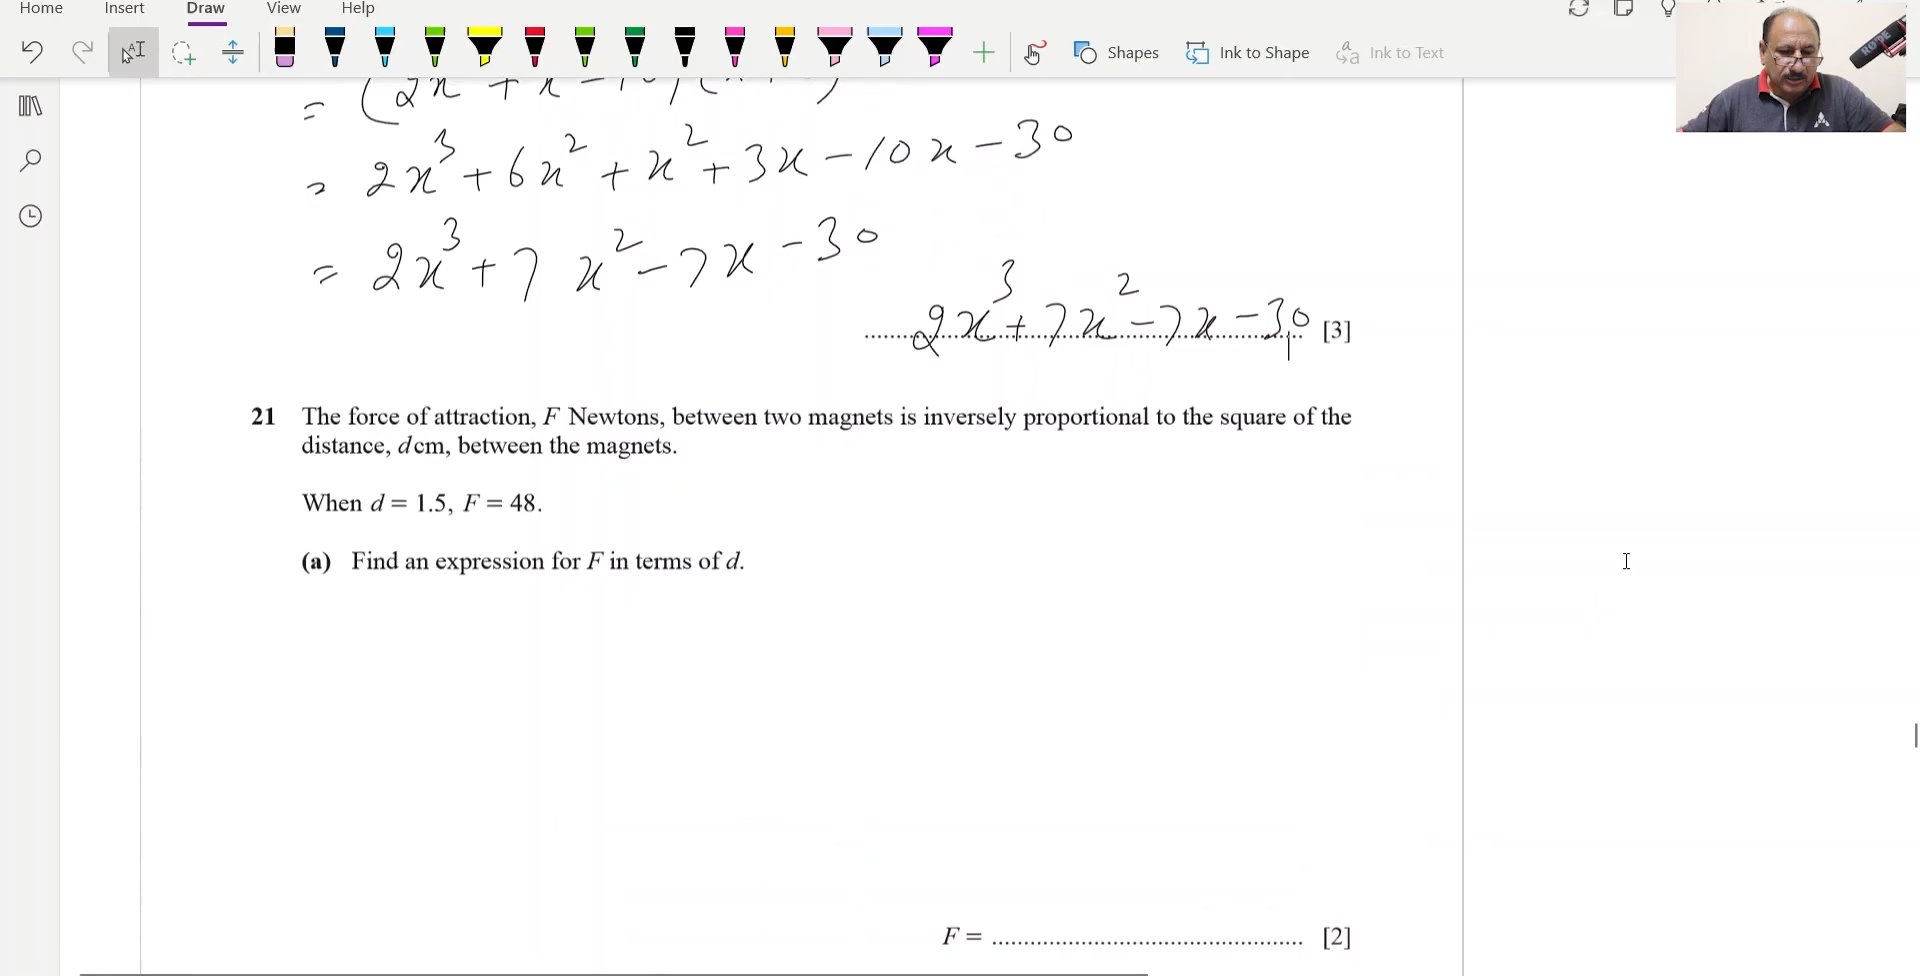 Home Insert Draw View Help
Shapes Ink to Shape Ink to Text
RØDE
= 2x³ + 6x² + x² + 3x - 10x - 30
= 2x³ + 7x² - 7x - 30
2x³ + 7x² - 7x - 30 [3]
21 The force of attraction, F Newtons, between two magnets is inversely proportional to the square of the
distance, d cm, between the magnets.
When d = 1.5, F = 48.
(a) Find an expression for F in terms of d.
F = .................................................. [2]